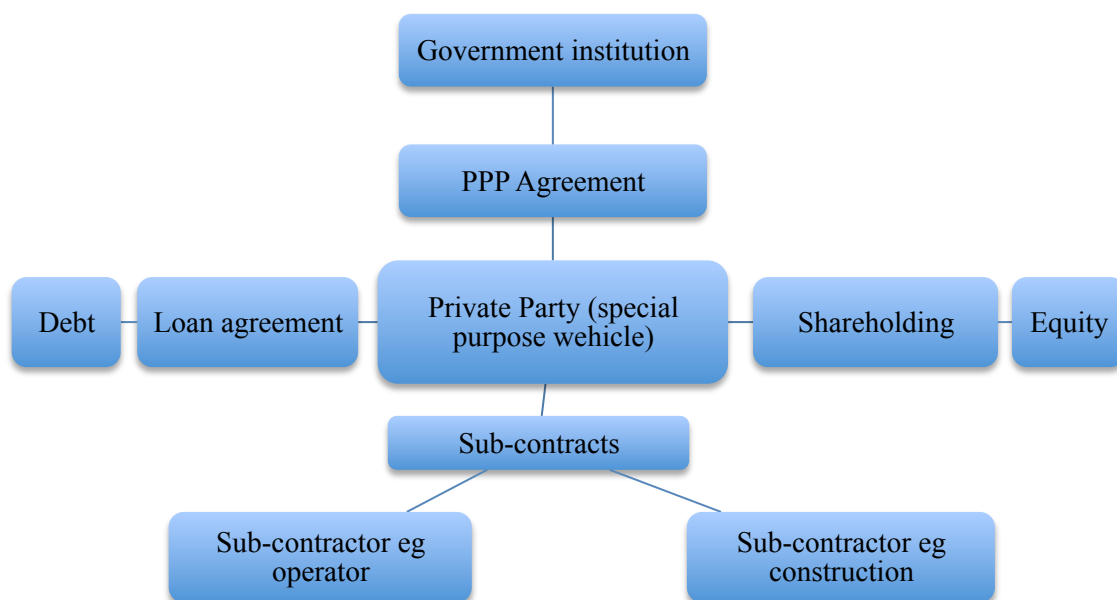 Government institution
PPP Agreement
Debt
Loan agreement
Private Party (special
purpose wehicle)
Shareholding
Equity
Sub-contracts
Sub-contractor eg
operator
Sub-contractor eg
construction